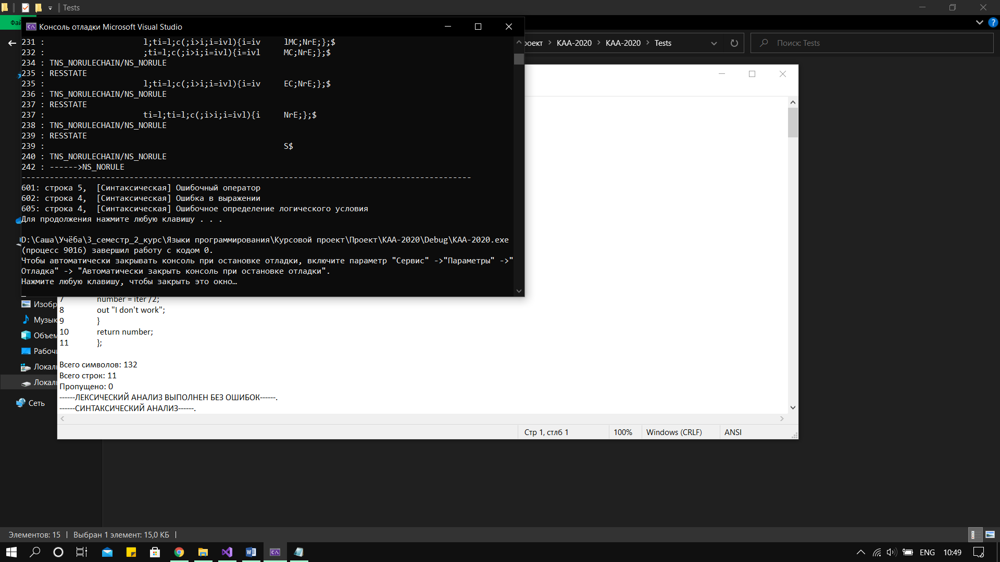 Tests
Фай
Консоль отладки Microsoft Visual Studio
231 :                     l;ti=l;c(;i>i;i=ivl){i=iv     lMC;NrE;};$
232 :                     ;ti=l;c(;i>i;i=ivl){i=ivl     MC;NrE;};$
234 : TNS_NORULECHAIN/NS_NORULE
235 : RESSTATE
235 :                     l;ti=l;c(;i>i;i=ivl){i=iv     EC;NrE;};$
236 : TNS_NORULECHAIN/NS_NORULE
237 : RESSTATE
237 :                     ti=l;ti=l;c(;i>i;i=ivl){i     NrE;};$
238 : TNS_NORULECHAIN/NS_NORULE
239 : RESSTATE
239 :                                                   S$
240 : TNS_NORULECHAIN/NS_NORULE
242 : ------>NS_NORULE
------------------------------------------------------------------------------------------------
601: строка 5,  [Синтаксическая] Ошибочный оператор
602: строка 4,  [Синтаксическая] Ошибка в выражении
605: строка 4,  [Синтаксическая] Ошибочное определение логического условия
Для продолжения нажмите любую клавишу . . .
D:\Саша\Учёба\3_семестр_2_курс\Языки программирования\Курсовой проект\Проект\KAA-2020\Debug\KAA-2020.exe
(процесс 9016) завершил работу с кодом 0.
Чтобы автоматически закрывать консоль при остановке отладки, включите параметр "Сервис" ->"Параметры" ->"
Отладка" -> "Автоматически закрыть консоль при остановке отладки".
Нажмите любую клавишу, чтобы закрыть это окно…
роект > KAA-2020 > KAA-2020 > Tests
Поиск: Tests
Изобр
Музык
Объем
Рабочи
Локаль
Локаль
Сеть
7 number = iter /2;
8 out "I don't work";
9 }
10 return number;
11 };
Всего символов: 132
Всего строк: 11
Пропущено: 0
------ЛЕКСИЧЕСКИЙ АНАЛИЗ ВЫПОЛНЕН БЕЗ ОШИБОК------.
------СИНТАКСИЧЕСКИЙ АНАЛИЗ------.
Стр 1, стлб 1
100%
Windows (CRLF)
ANSI
Элементов: 15
Выбран 1 элемент: 15,0 КБ
ENG
10:49